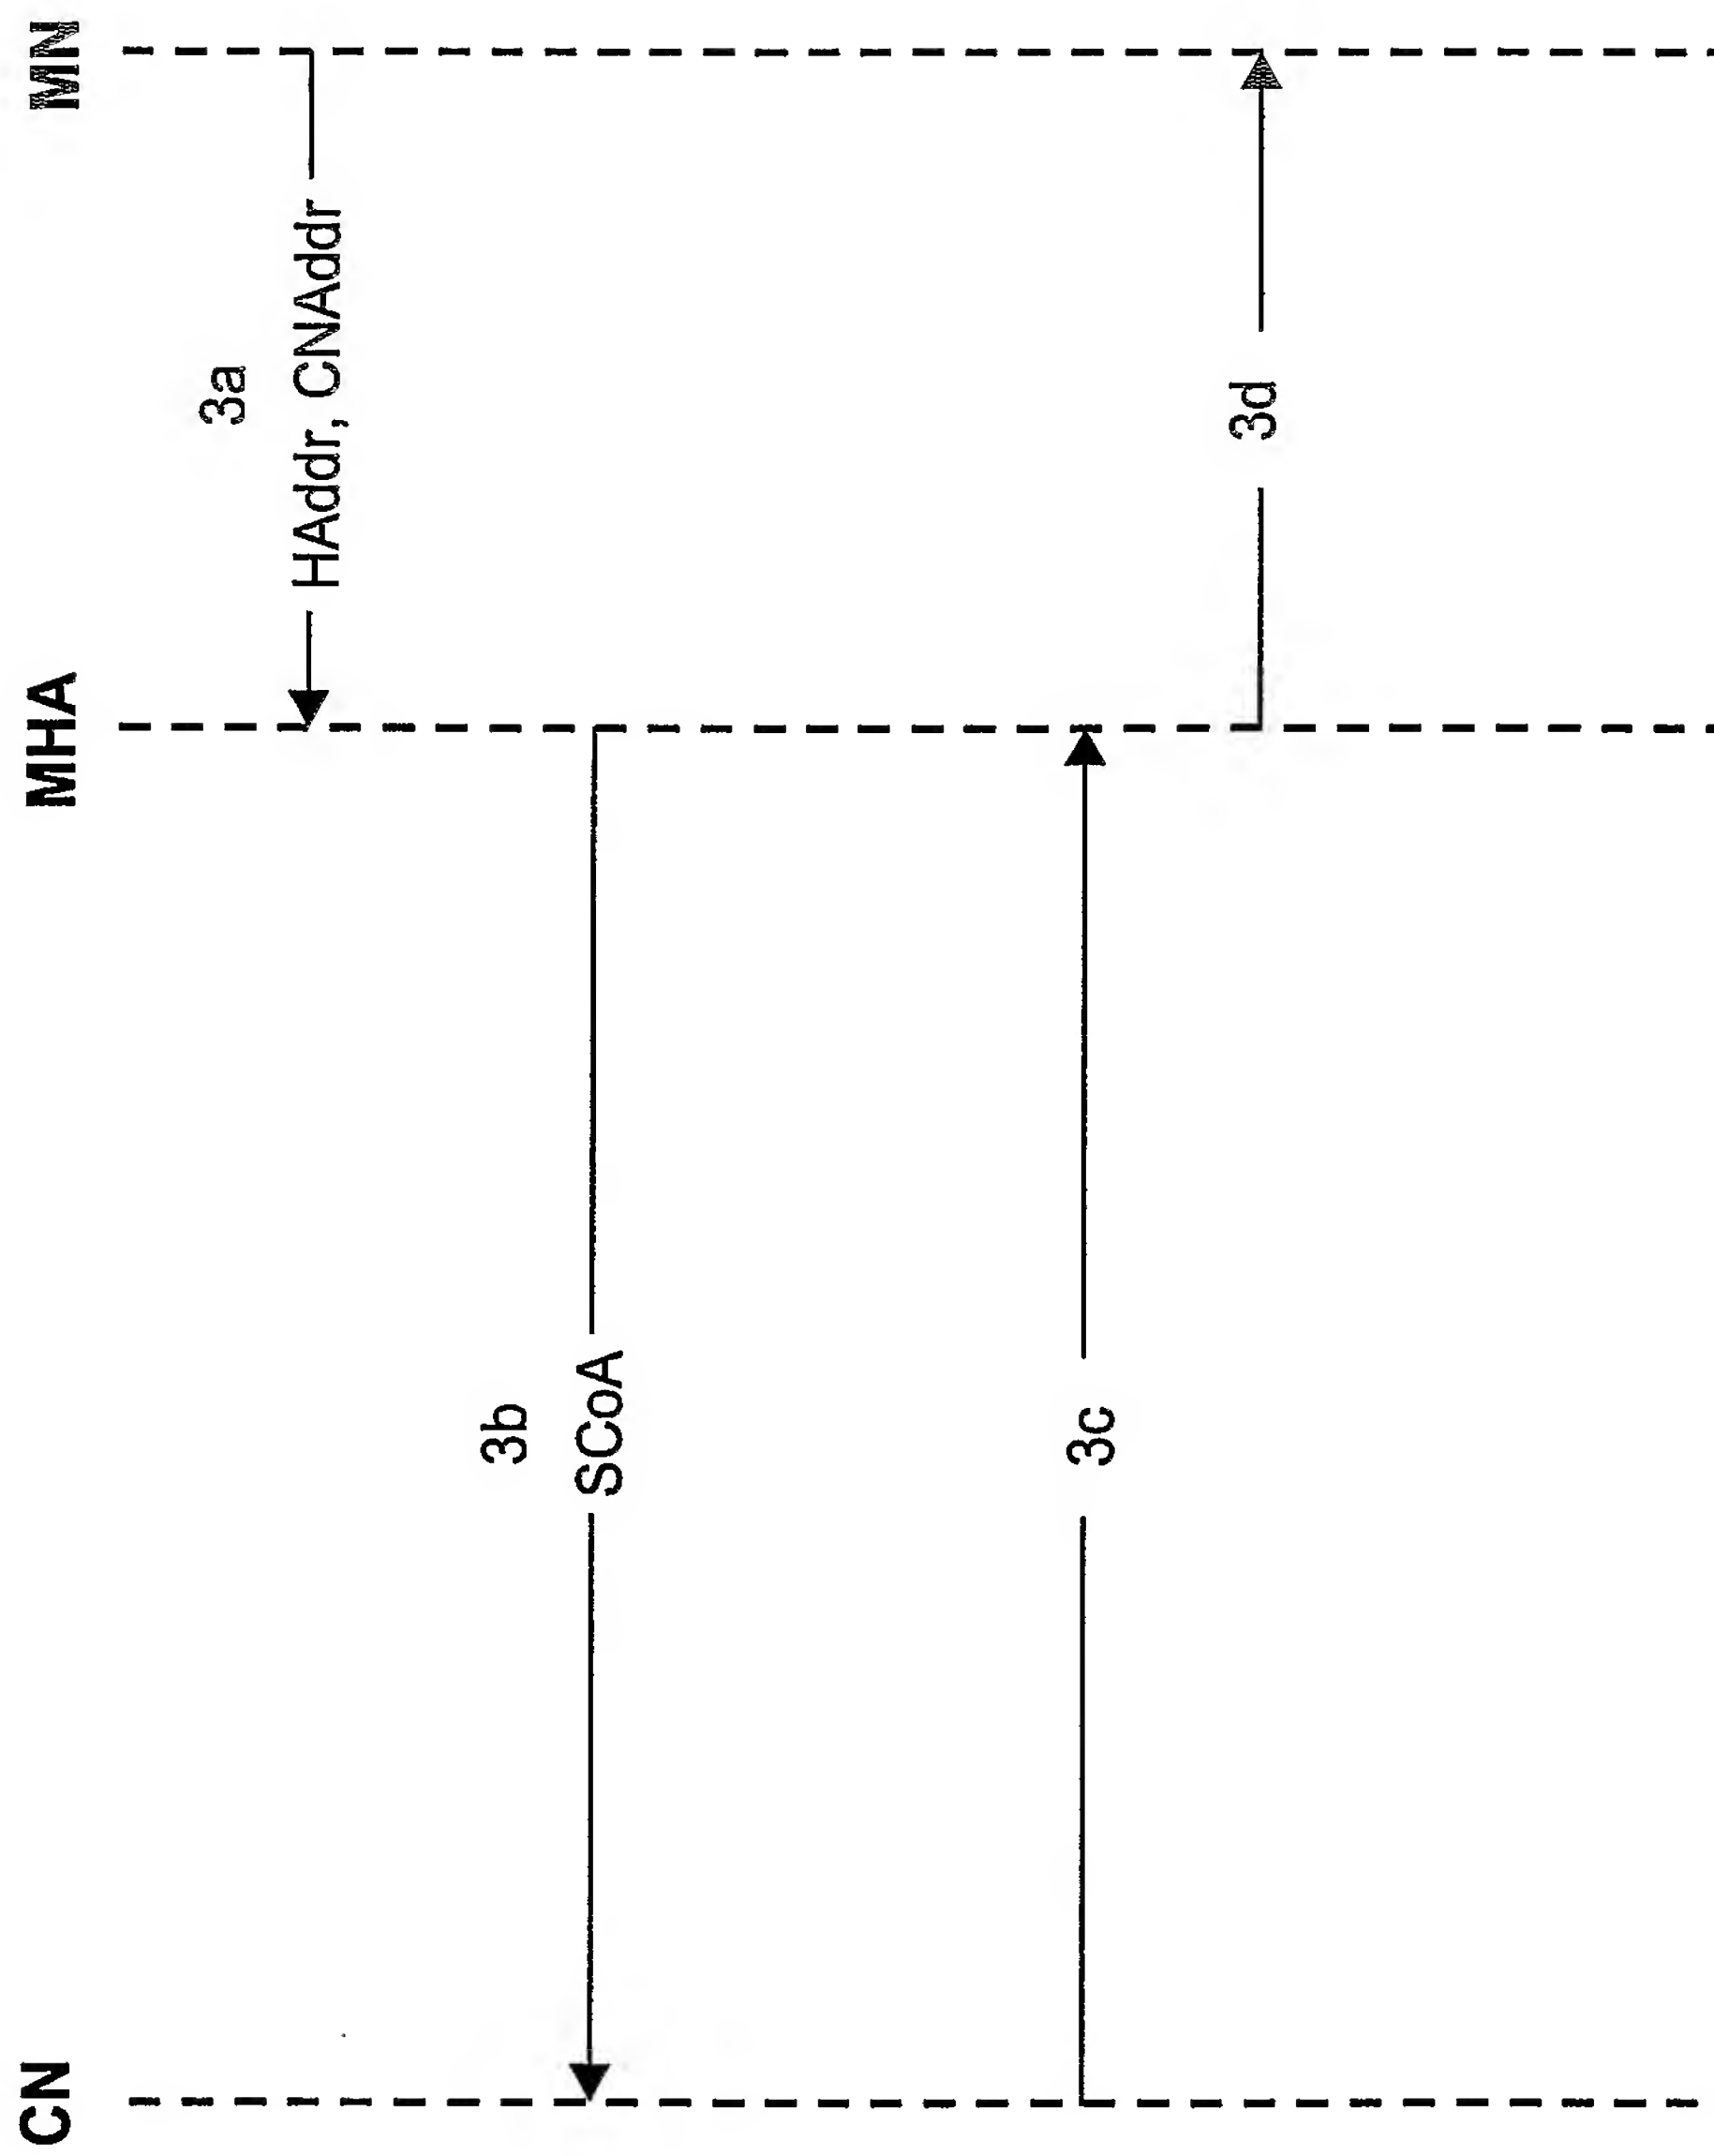 CN
MHA
MN
3a
HAddr, CNAddr
3b
SCoA
3c
3d